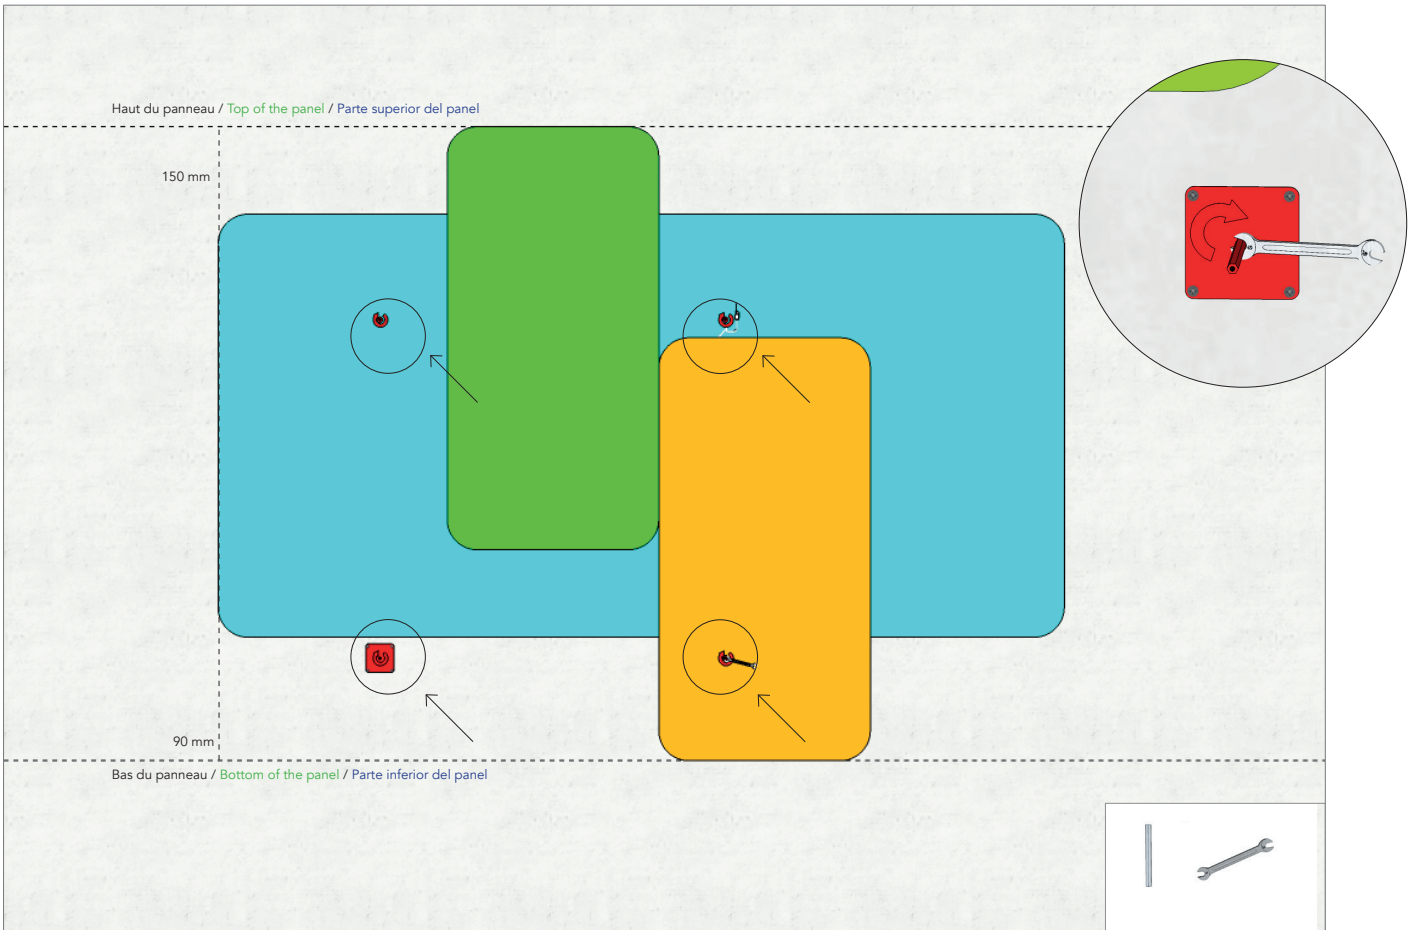 Haut du panneau / Top of the panel / Parte superior del panel
150 mm
90 mm
Bas du panneau / Bottom of the panel / Parte inferior del panel